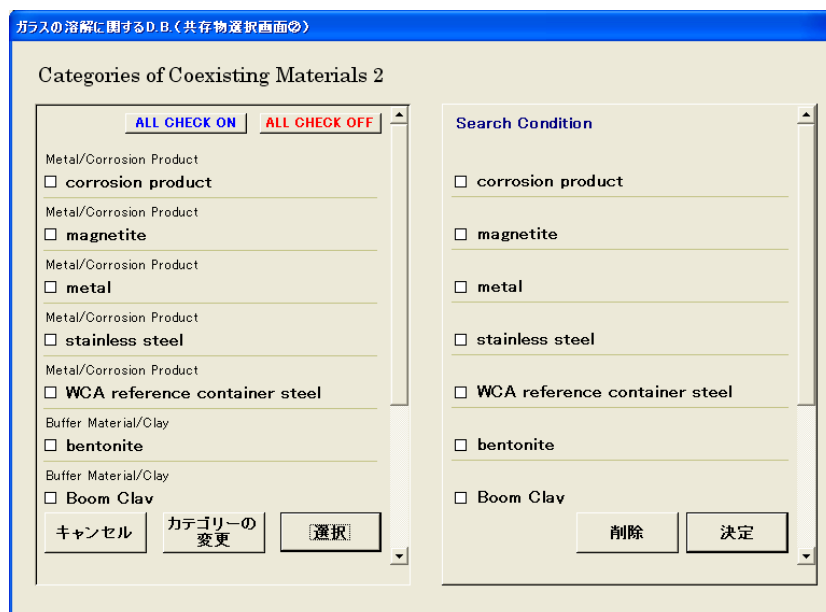 ガラスの溶解に関するD.B.(共存物選択画面②)
Categories of Coexisting Materials 2
ALL CHECK ON ALL CHECK OFF
Metal/Corrosion Product
corrosion product
Metal/Corrosion Product
magnetite
Metal/Corrosion Product
metal
Metal/Corrosion Product
stainless steel
Metal/Corrosion Product
WCA reference container steel
Buffer Material/Clay
bentonite
Buffer Material/Clay
Boom Clay
キャンセル
カテゴリーの
変更
選択
Search Condition
corrosion product
magnetite
metal
stainless steel
WCA reference container steel
bentonite
Boom Clay
削除
決定